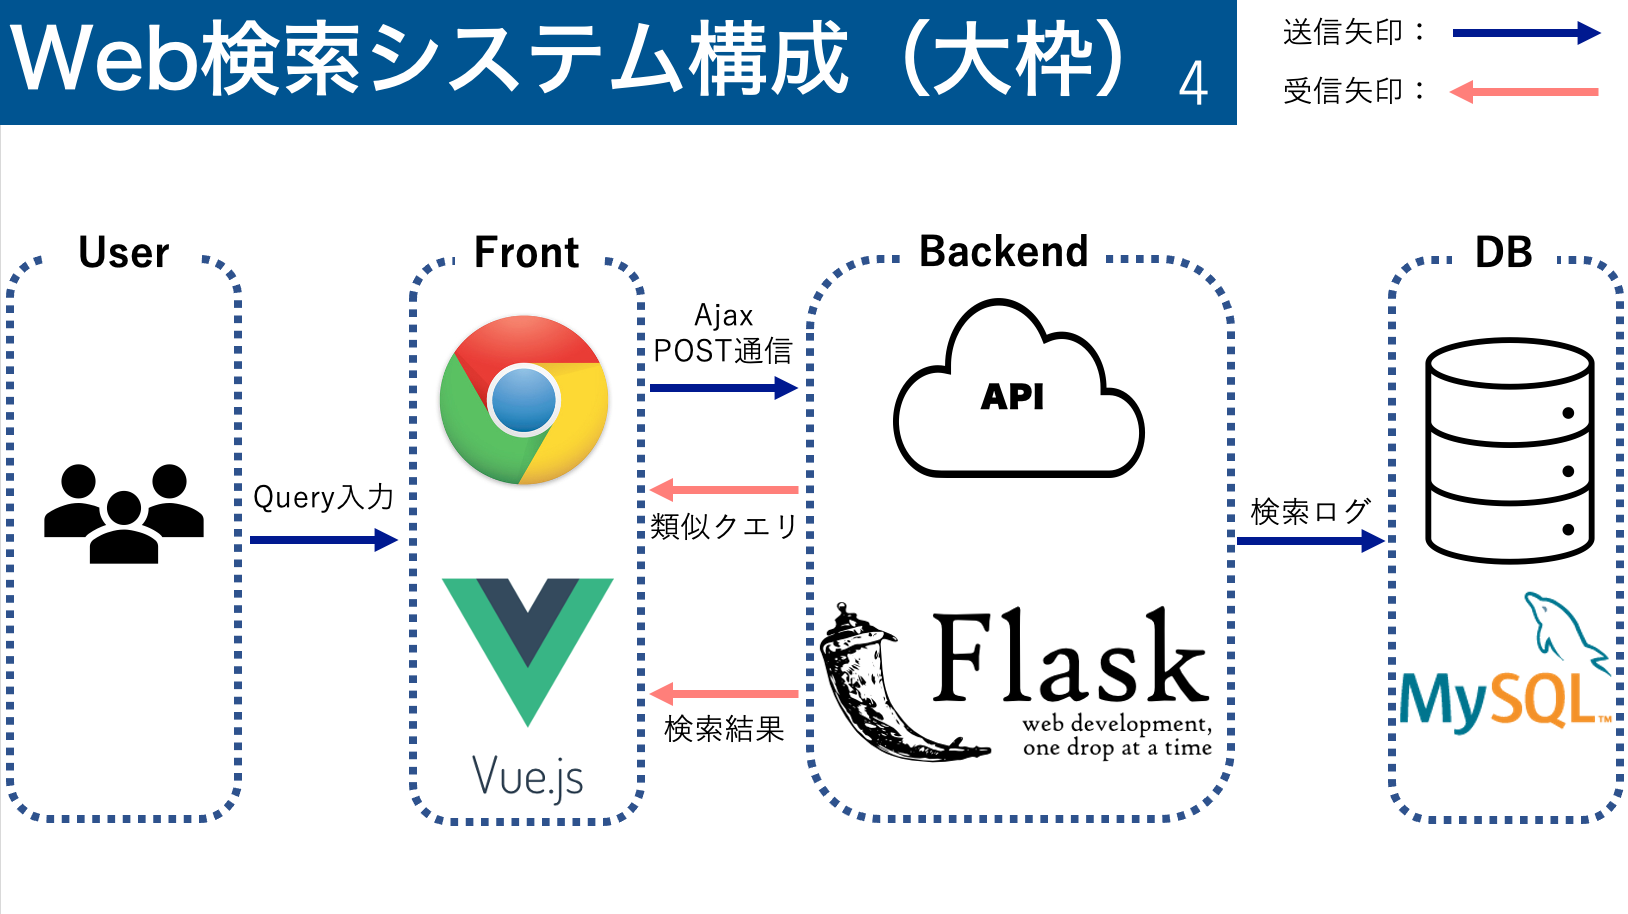 Web検索システム構成（大枠）
4
送信矢印：
受信矢印：
User
Front
Backend
DB
Ajax
POST通信
API
Query入力
類似クエリ
検索ログ
Flask
web development,
one drop at a time
MySQL™
検索結果
Vue.js